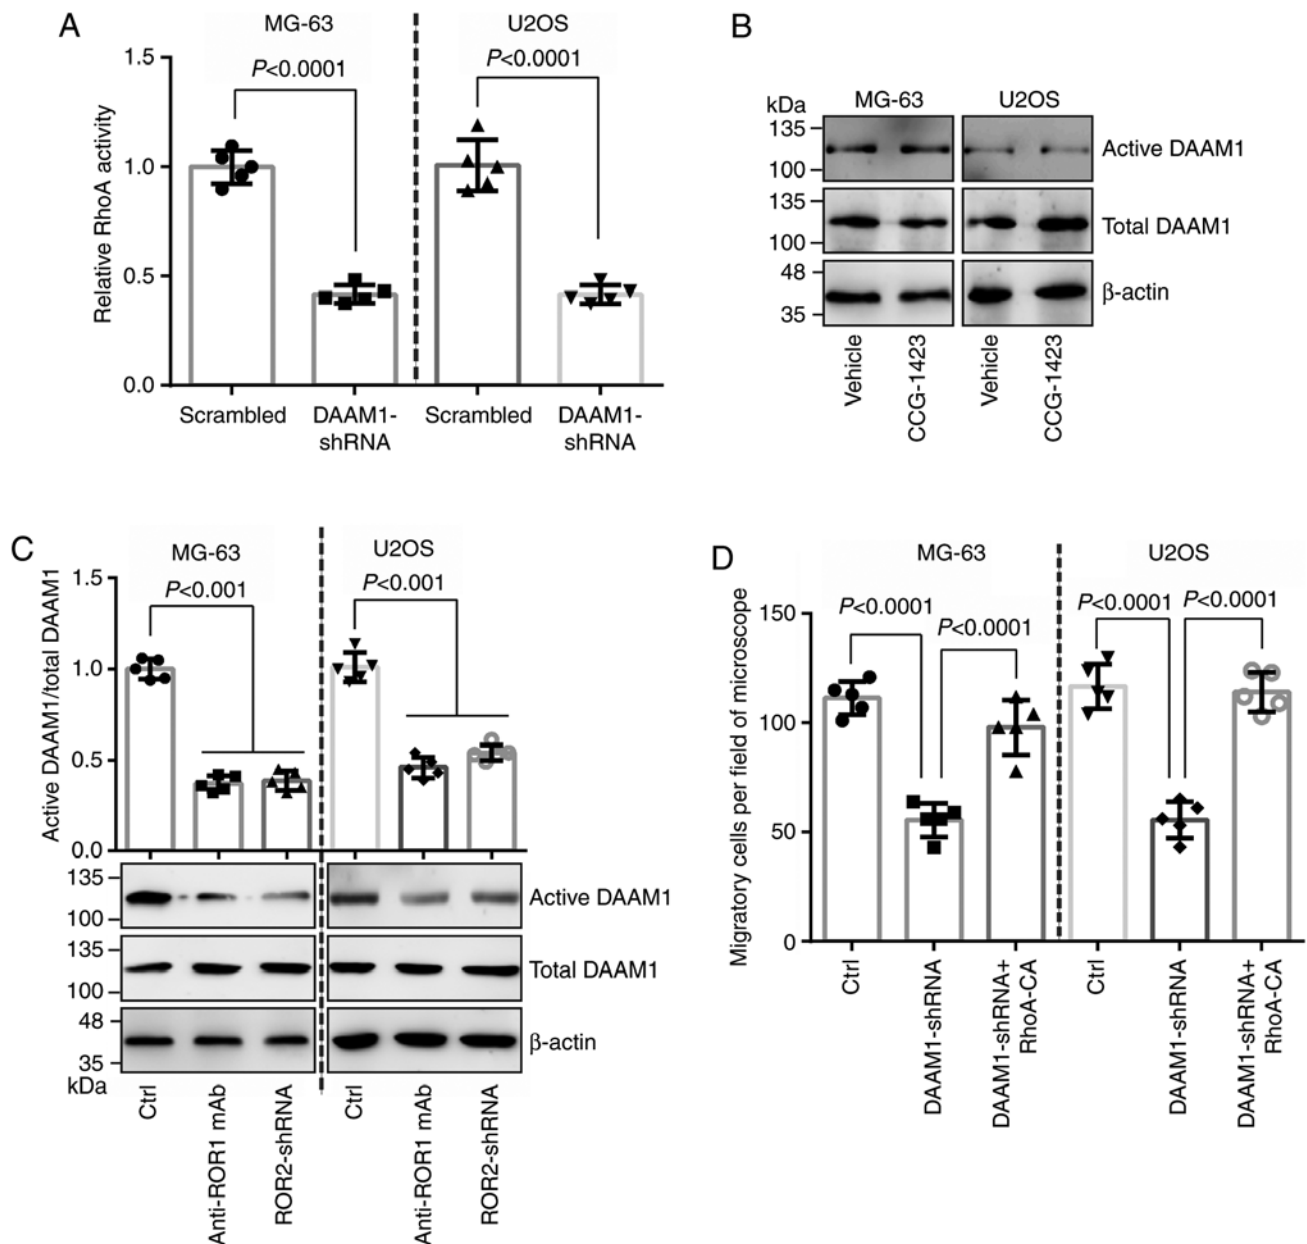 A
MG-63
U2OS
P<0.0001
P<0.0001
Relative RhoA activity
1.5
1.0
0.5
0.0
Scrambled
DAAM1-
shRNA
Scrambled
DAAM1-
shRNA
B
kDa
MG-63
U2OS
135
100
Active DAAM1
135
100
Total DAAM1
48
35
β-actin
Vehicle
CCG-1423
Vehicle
CCG-1423
C
MG-63
U2OS
P<0.001
P<0.001
Active DAAM1/total DAAM1
1.5
1.0
0.5
0.0
135
100
Active DAAM1
135
100
Total DAAM1
48
35
β-actin
kDa
Ctrl
Anti-ROR1 mAb
ROR2-shRNA
Ctrl
Anti-ROR1 mAb
ROR2-shRNA
D
MG-63
U2OS
P<0.0001
P<0.0001
P<0.0001
P<0.0001
Migratory cells per field of microscope
150
100
50
0
Ctrl
DAAM1-shRNA
DAAM1-shRNA+
RhoA-CA
Ctrl
DAAM1-shRNA
DAAM1-shRNA+
RhoA-CA